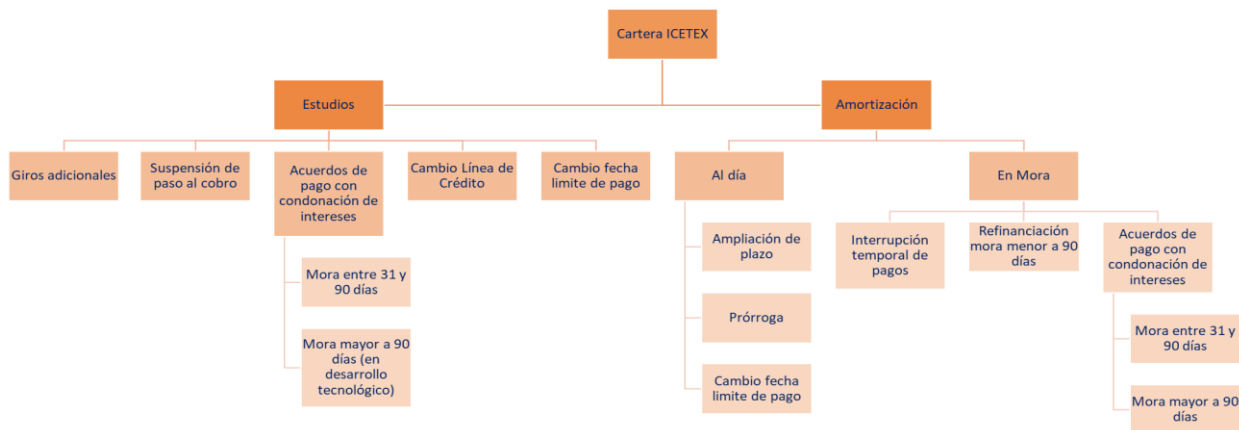 Cartera ICETEX
Estudios
Amortización
Giros adicionales
Suspensión de
paso al cobro
Acuerdos de
pago con
condonación de
intereses
Cambio Línea de
Crédito
Cambio fecha
limite de pago
Al día
En Mora
Mora entre 31 y
90 días
Mora mayor a 90
días (en
desarrollo
tecnológico)
Ampliación de
plazo
Prórroga
Cambio fecha
limite de pago
Interrupción
temporal de
pagos
Refinanciación
mora menor a 90
días
Acuerdos de
pago con
condonación de
intereses
Mora entre 31 y
90 días
Mora mayor a 90
días